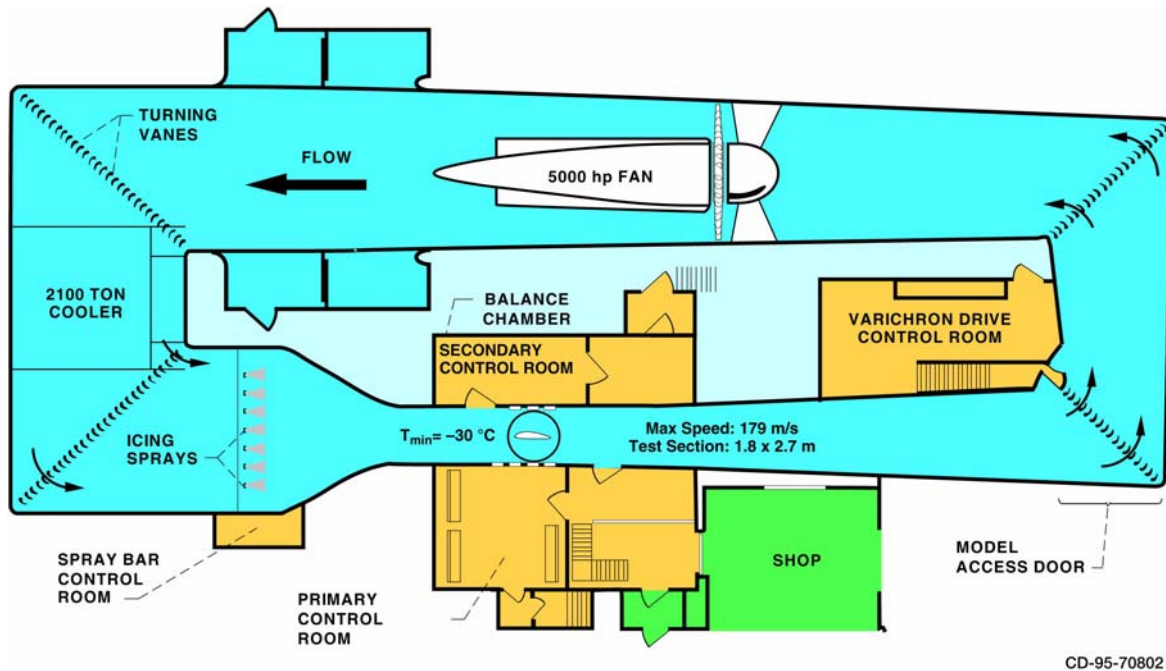 TURNING
VANES
FLOW
5000 hp FAN
2100 TON
COOLER
BALANCE
CHAMBER
VARICHRON DRIVE
CONTROL ROOM
SECONDARY
CONTROL ROOM
Tmin= –30 °C
Max Speed: 179 m/s
Test Section: 1.8 x 2.7 m
ICING
SPRAYS
SPRAY BAR
CONTROL
ROOM
PRIMARY
CONTROL
ROOM
SHOP
MODEL
ACCESS DOOR
CD-95-70802